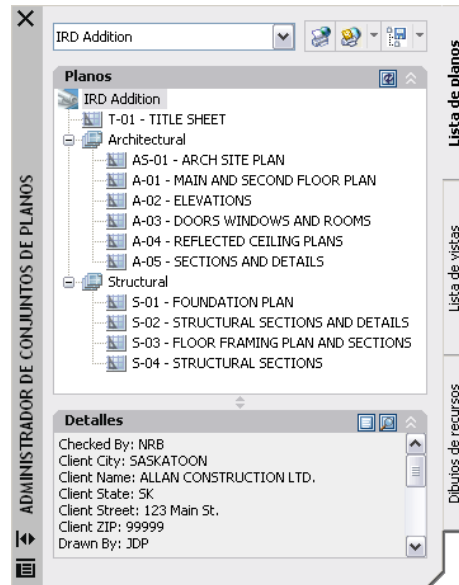 IRD Addition
Planos
IRD Addition
T-01 - TITLE SHEET
Architectural
AS-01 - ARCH SITE PLAN
A-01 - MAIN AND SECOND FLOOR PLAN
A-02 - ELEVATIONS
A-03 - DOORS WINDOWS AND ROOMS
A-04 - REFLECTED CEILING PLANS
A-05 - SECTIONS AND DETAILS
Structural
S-01 - FOUNDATION PLAN
S-02 - STRUCTURAL SECTIONS AND DETAILS
S-03 - FLOOR FRAMING PLAN AND SECTIONS
S-04 - STRUCTURAL SECTIONS
Detalles
Checked By: NRB
Client City: SASKATOON
Client Name: ALLAN CONSTRUCTION LTD.
Client State: SK
Client Street: 123 Main St.
Client ZIP: 99999
Drawn By: JDP
ADMINISTRADOR DE CONJUNTOS DE PLANOS
Lista de planos
Lista de vistas
Dibujos de recursos